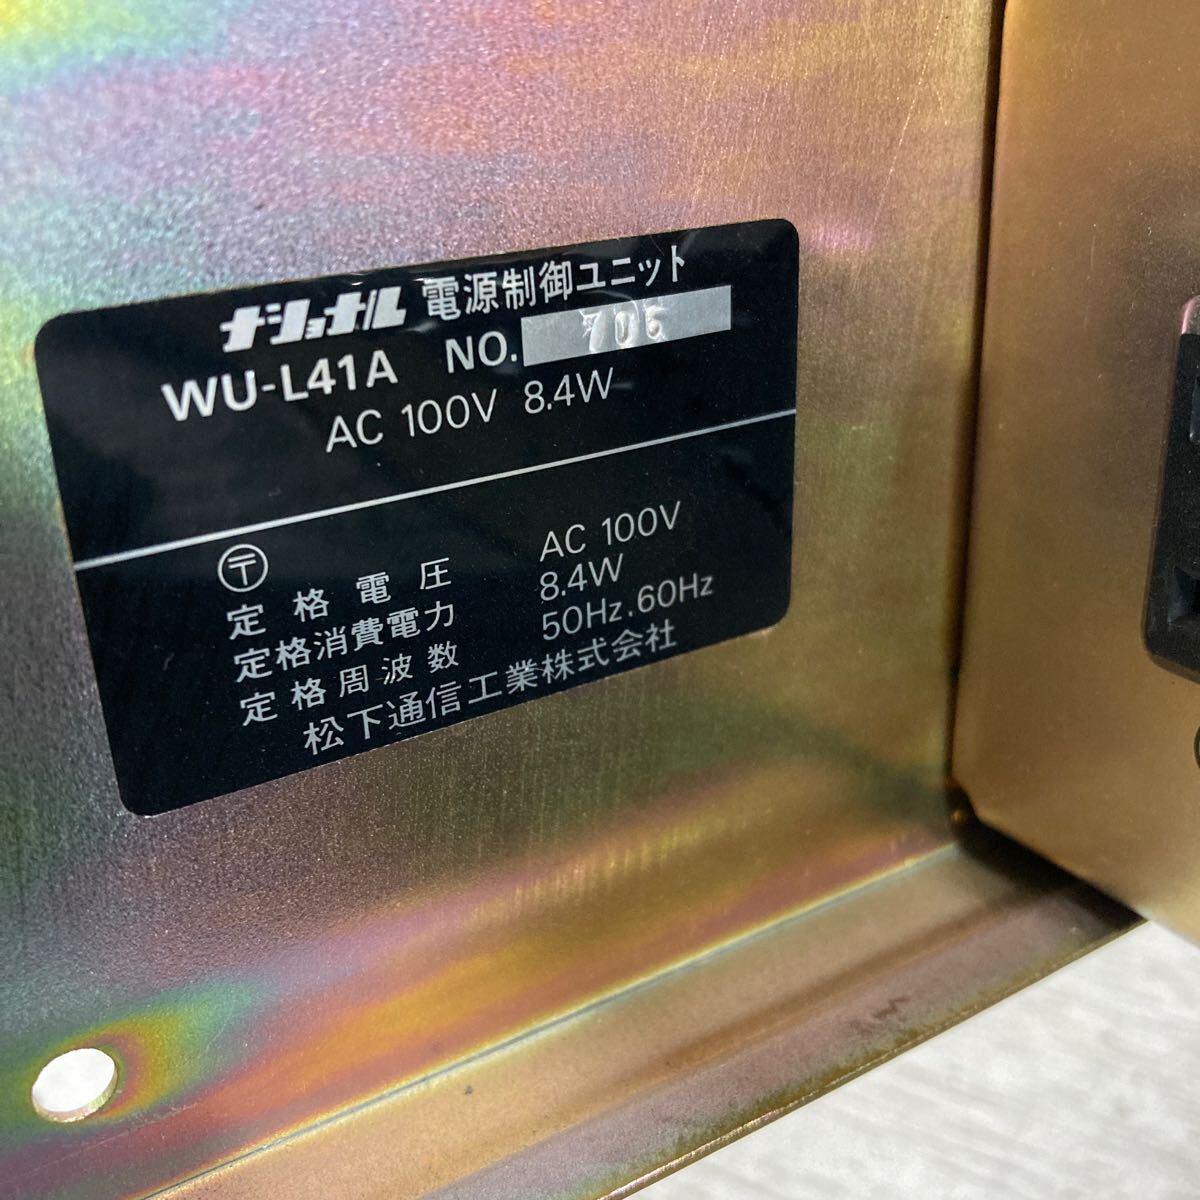 ナショナル 電源制御ユニット
WU-L41A NO. 705
AC 100V 8.4W
〒
定格電圧 AC 100V
定格消費電力 8.4W
定格周波数 50Hz.60Hz
松下通信工業株式会社